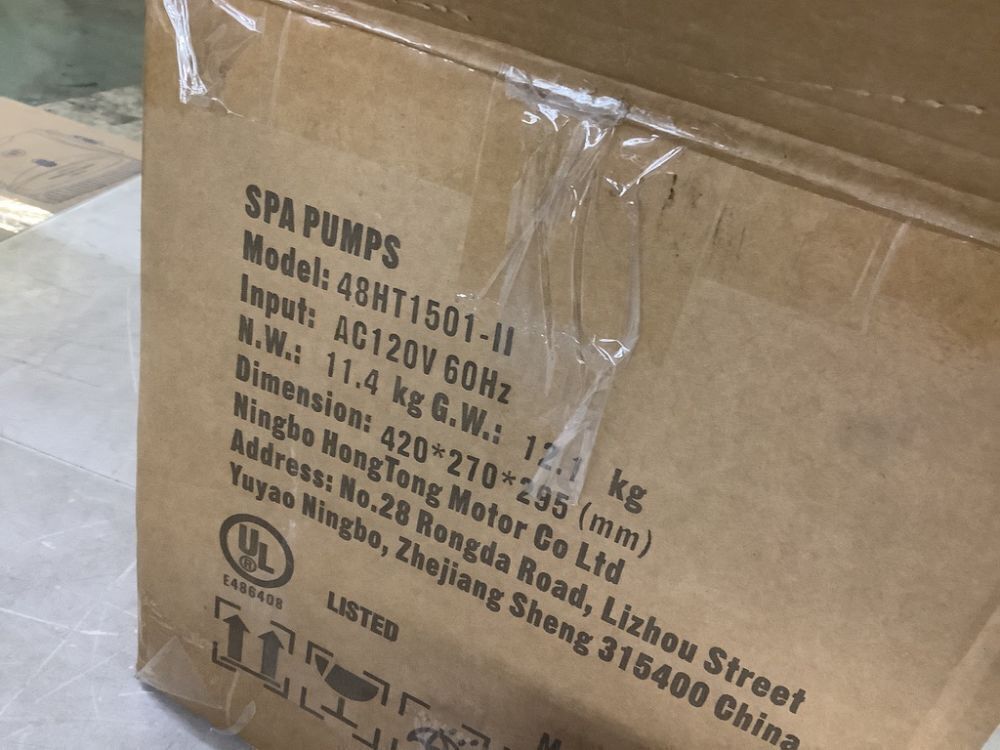 SPA PUMPS
Model: 48HT1501-II
Input: AC120V 60Hz
N.W.: 11.4 kg G.W.: 12.1 kg
Dimension: 420*270*295 (mm)
Ningbo HongTong Motor Co Ltd
Address: No.28 Rongda Road, Lizhou Street
Yuyao Ningbo, Zhejiang Sheng 315400 China
UL
®
E486408
LISTED